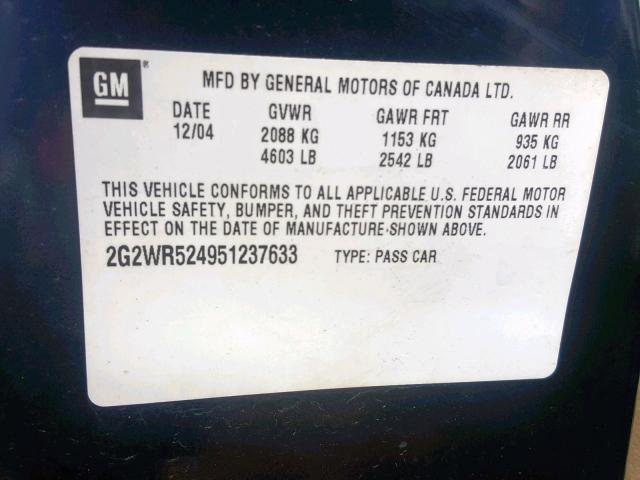 GM® MFD BY GENERAL MOTORS OF CANADA LTD.
DATE GVWR GAWR FRT GAWR RR
12/04 2088 KG 1153 KG 935 KG
4603 LB 2542 LB 2061 LB
THIS VEHICLE CONFORMS TO ALL APPLICABLE U.S. FEDERAL MOTOR
VEHICLE SAFETY, BUMPER, AND THEFT PREVENTION STANDARDS IN
EFFECT ON THE DATE OF MANUFACTURE SHOWN ABOVE.
2G2WR524951237633 TYPE: PASS CAR